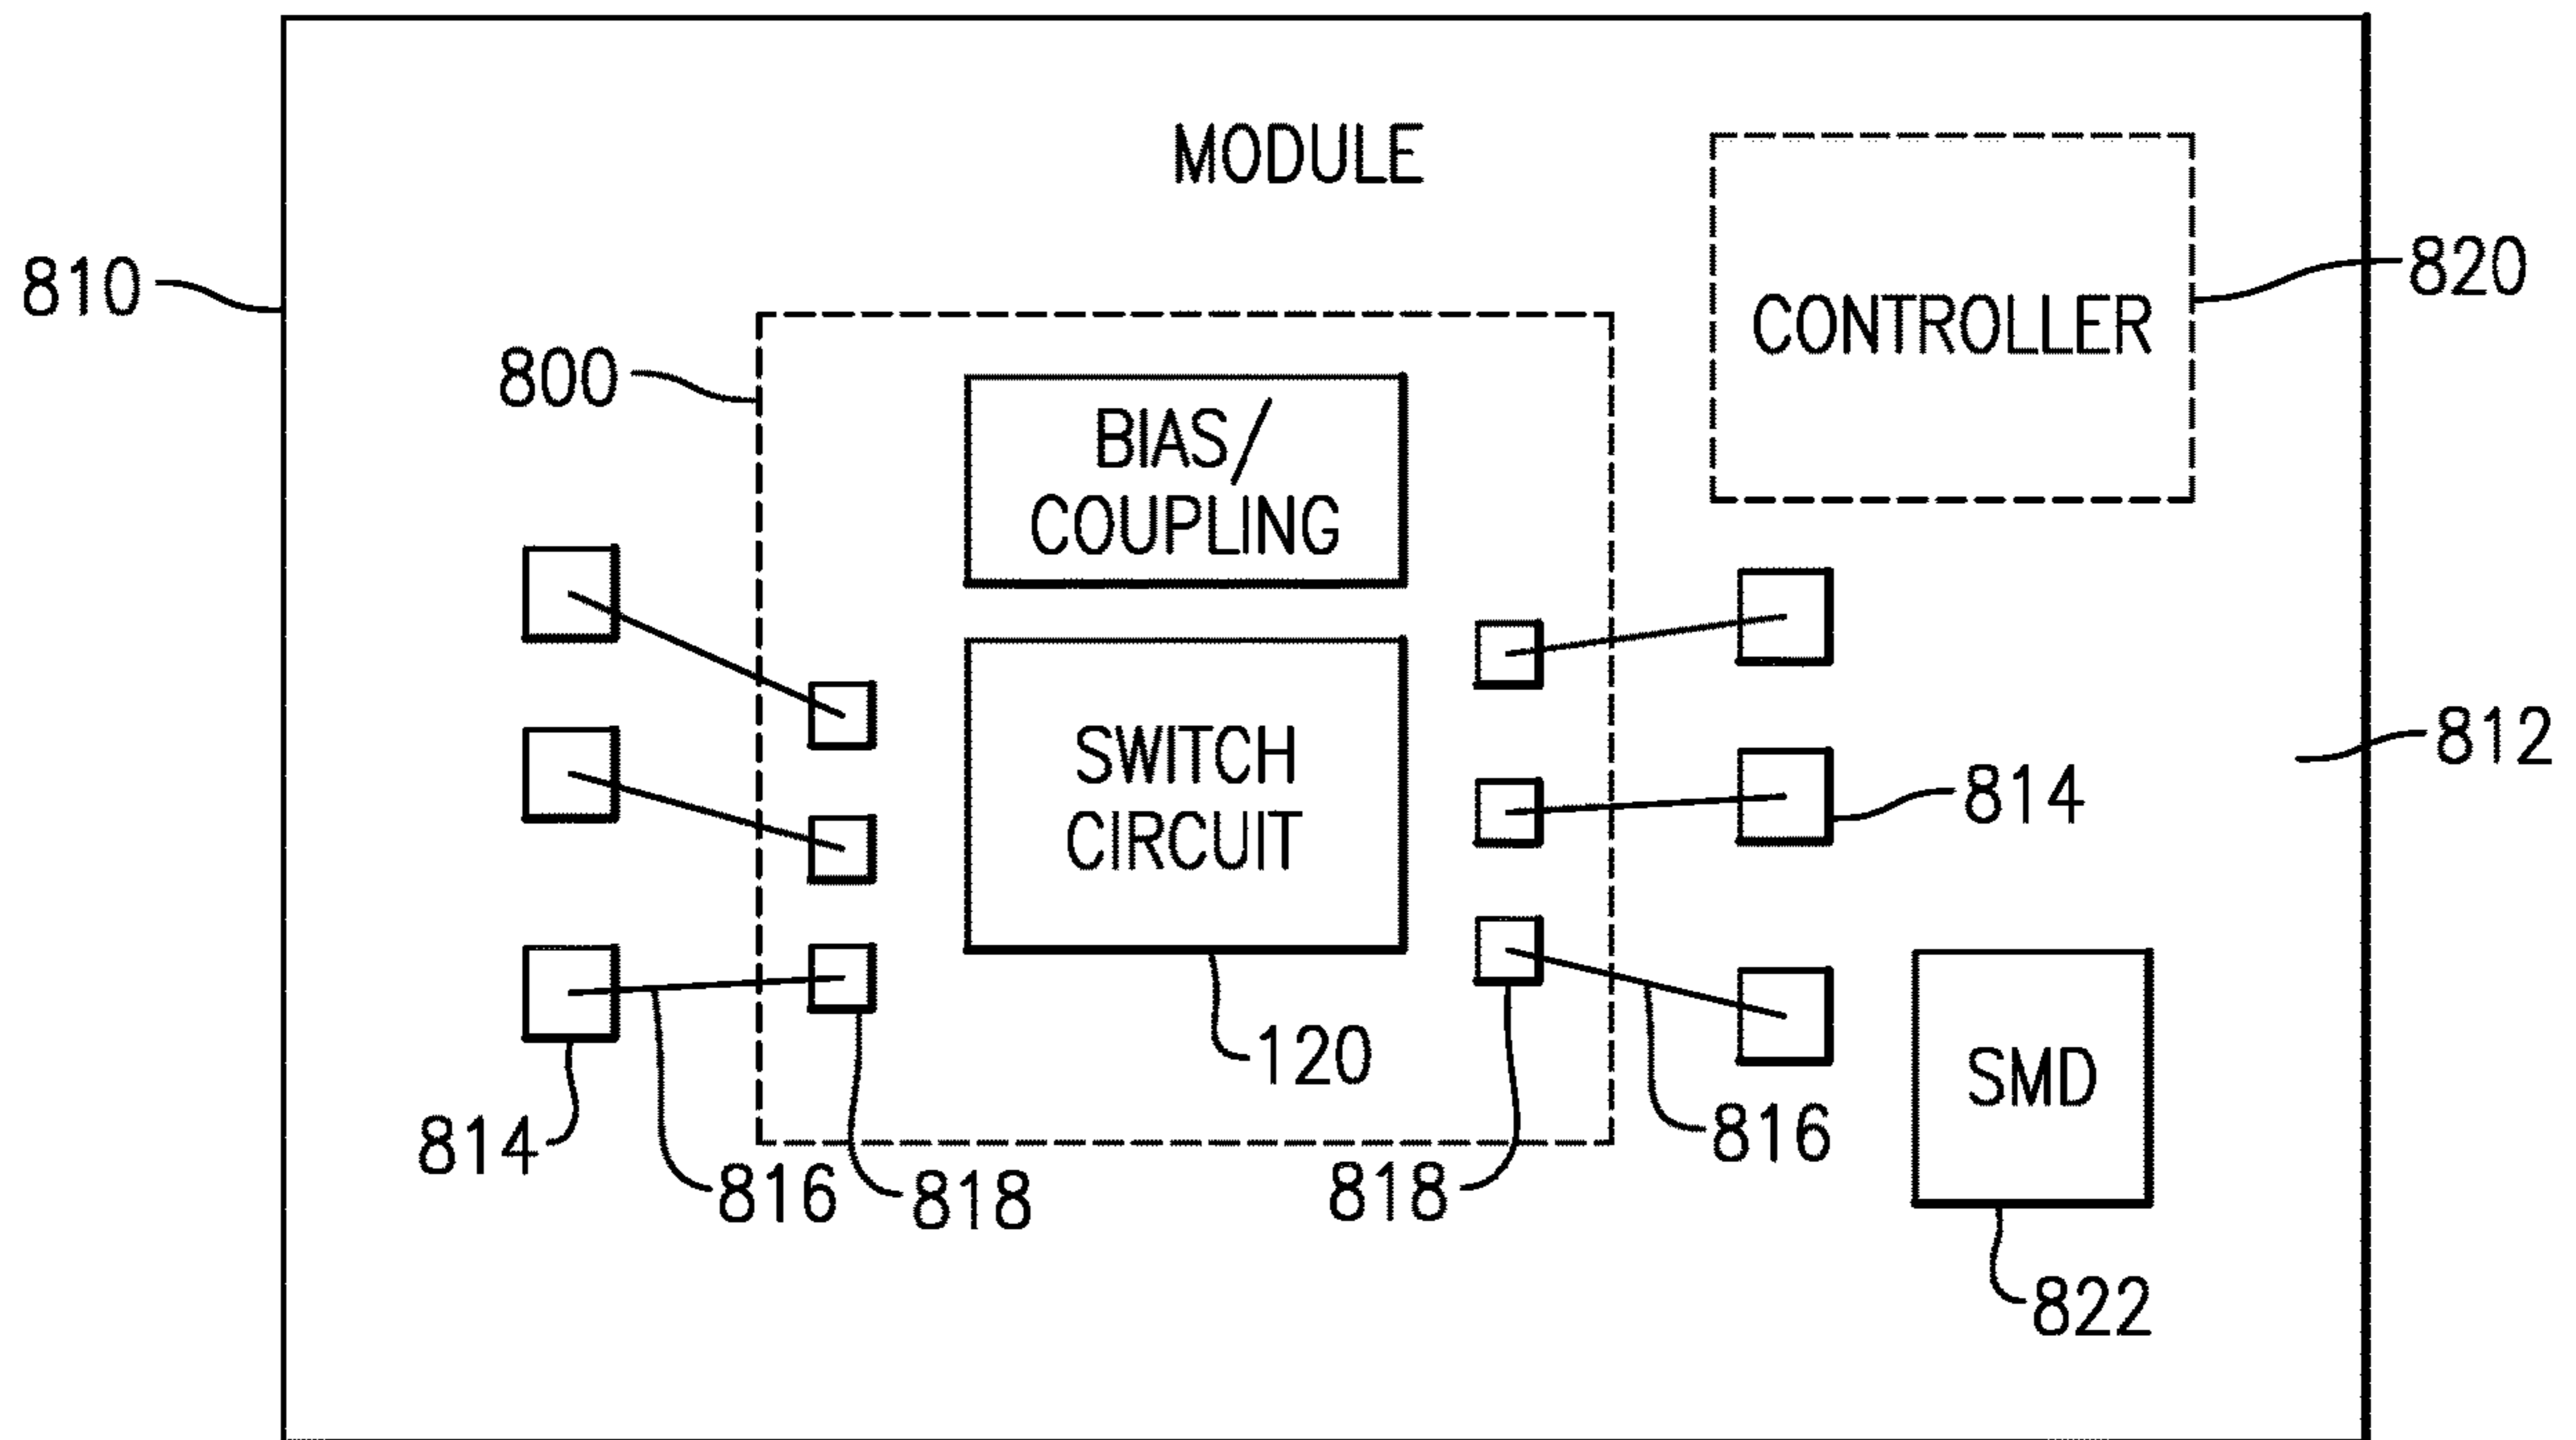 MODULE
810
820
CONTROLLER
800
BIAS/
COUPLING
812
SWITCH
CIRCUIT
814
120
SMD
814
816
816
818
818
822